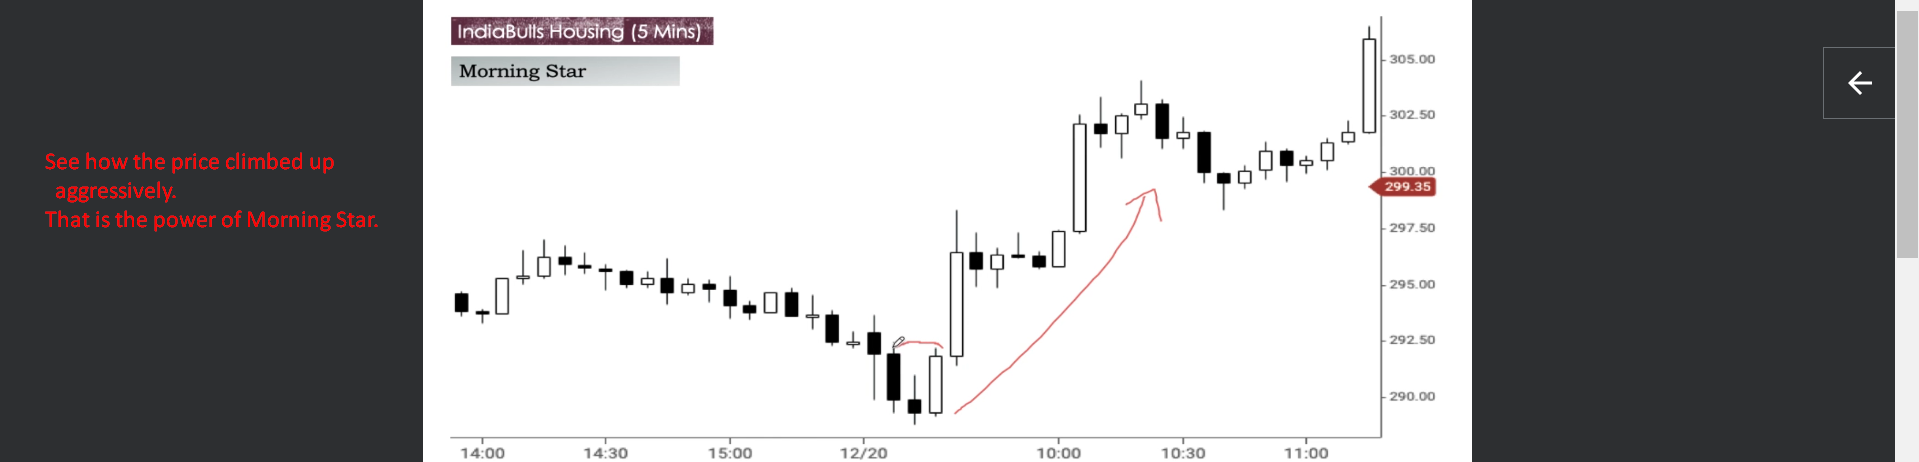 IndiaBulls Housing (5 Mins)
Morning Star
See how the price climbed up
aggressively.
That is the power of Morning Star.
305.00
302.50
300.00
299.35
297.50
295.00
292.50
290.00
14:00 14:30 15:00 12/20 10:00 10:30 11:00